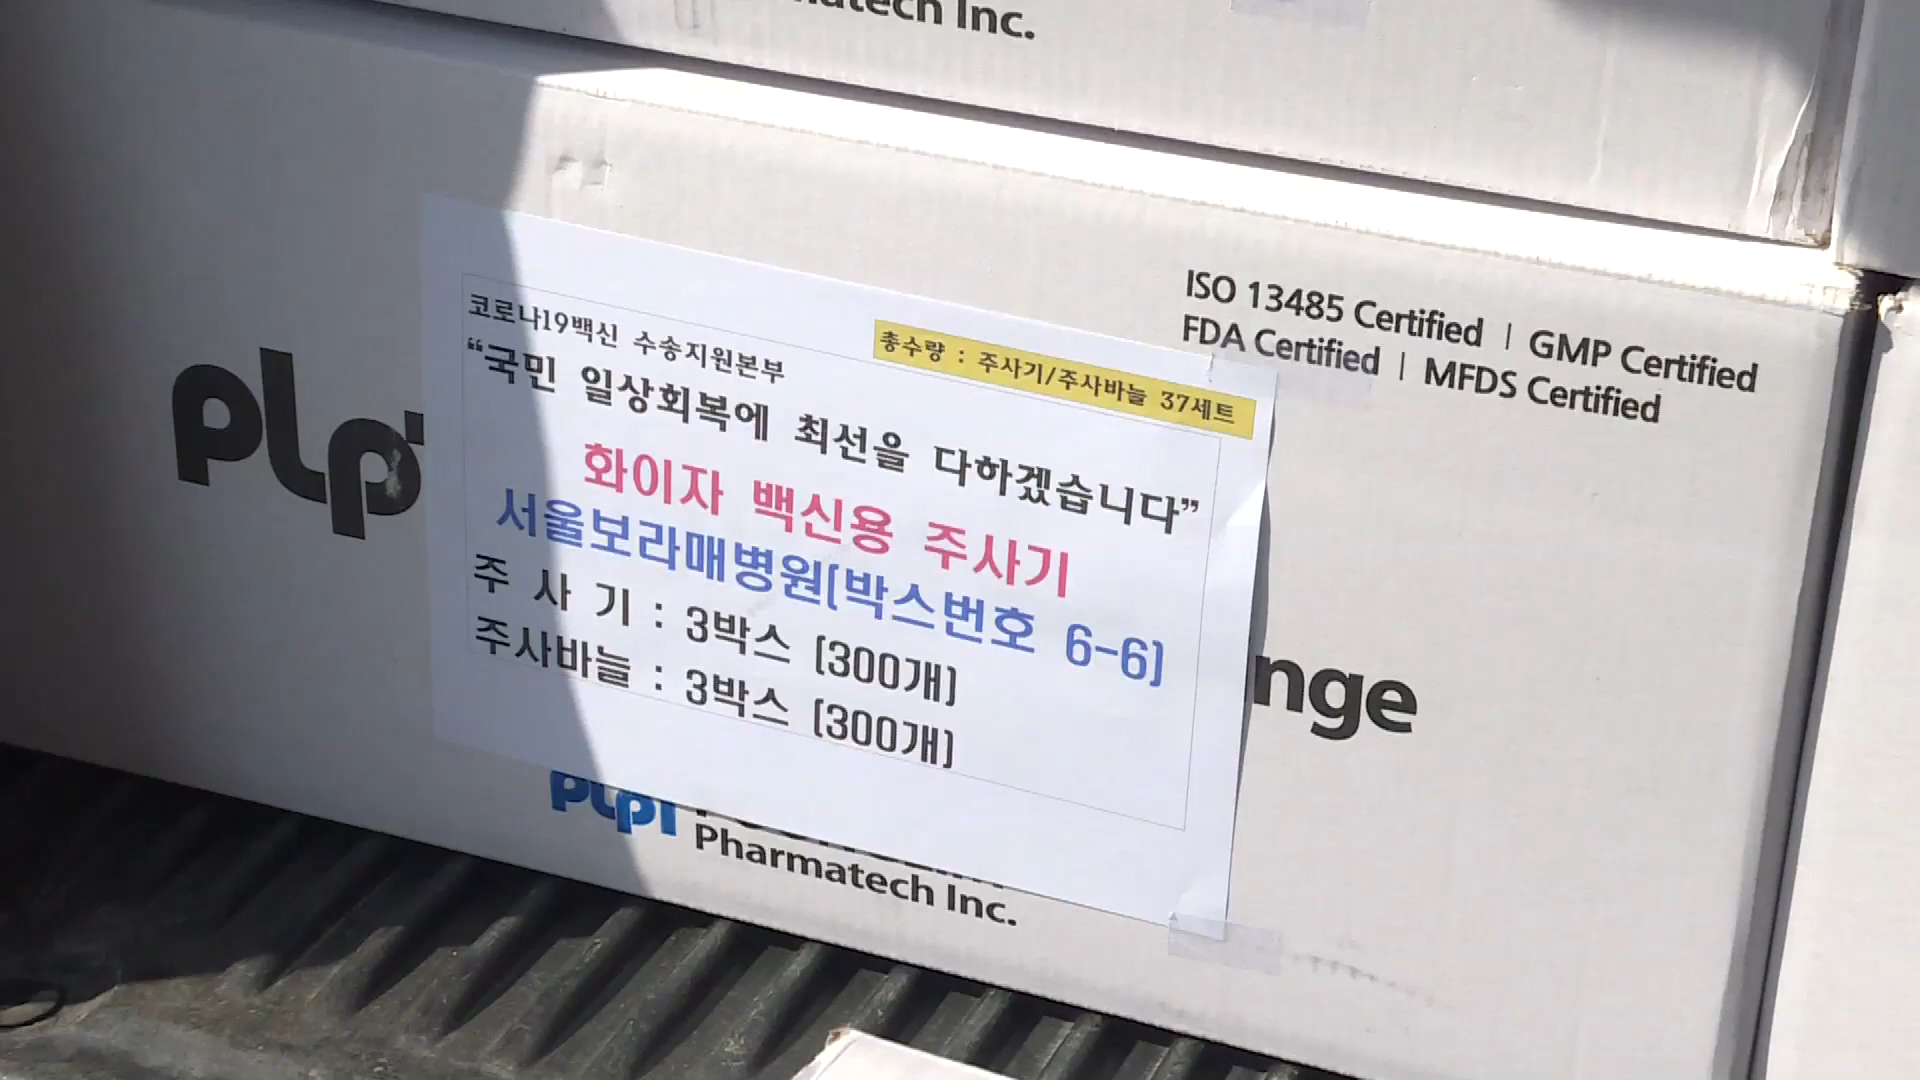 Inc.
ISO 13485 Certified | GMP Certified
FDA Certified | MFDS Certified
코로나19백신 수송지원본부
총수량 : 주사기/주사바늘 37세트
“국민 일상회복에 최선을 다하겠습니다”
화이자 백신용 주사기
서울보라매병원(박스번호 6-6)
주 사 기 : 3박스 (300개)
주사바늘 : 3박스 (300개)
nge
Pharmatech Inc.